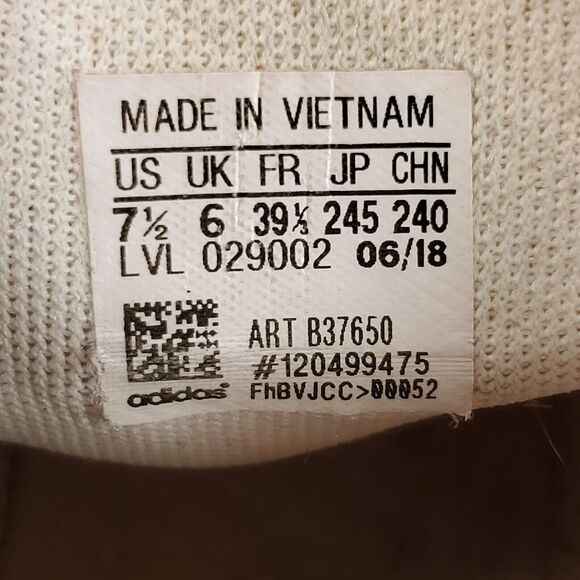 MADE IN VIETNAM
US UK FR JP CHN
7½ 6 39⅓ 245 240
LVL 029002 06/18
ART B37650
#120499475
adidas® FhBVJCC>00052